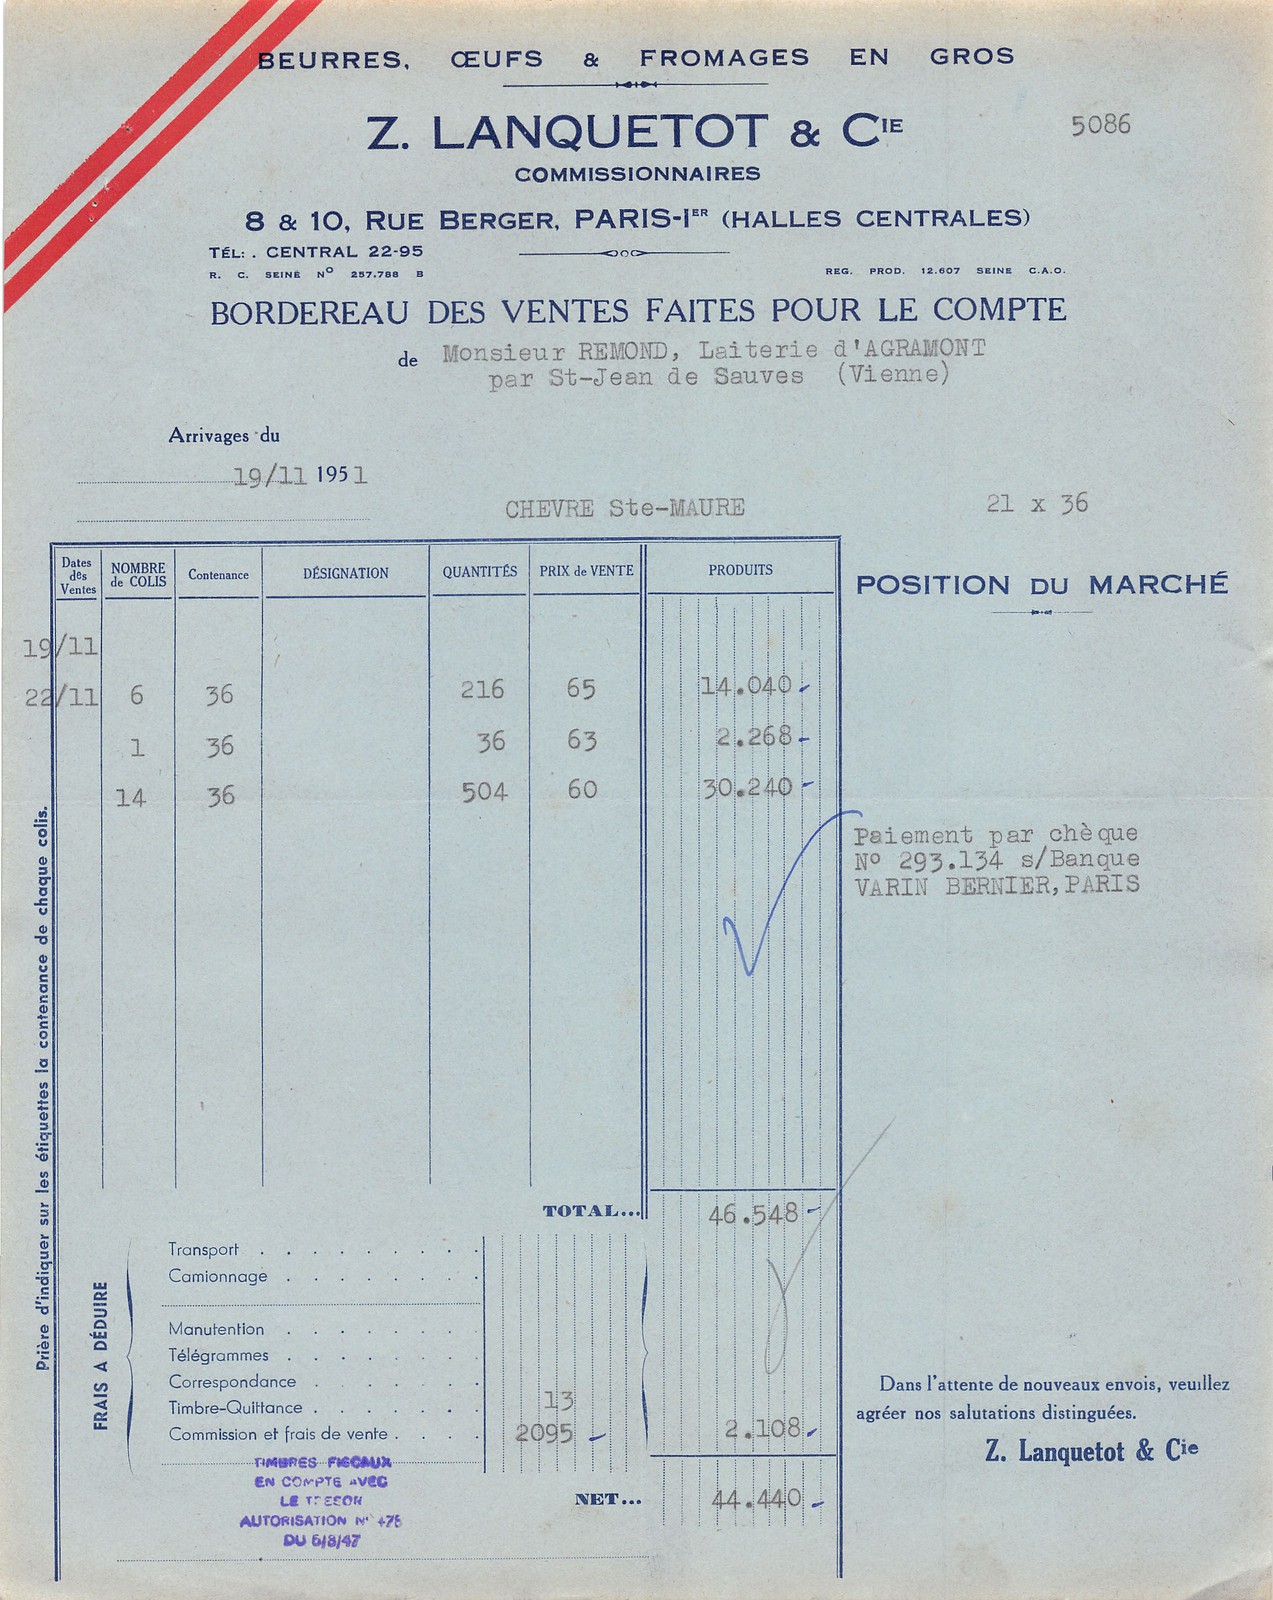 BEURRES, ŒUFS & FROMAGES EN GROS
Z. LANQUETOT & CIE
5086
COMMISSIONNAIRES
8 & 10, RUE BERGER, PARIS-1ER (HALLES CENTRALES)
TÉL: . CENTRAL 22-95
R. C. SEINE NO 257.788 B
REG. PROD. 12.607 SEINE C.A.O.
BORDEREAU DES VENTES FAITES POUR LE COMPTE
de Monsieur REMOND, Laiterie d'AGRAMONT
par St-Jean de Sauves (Vienne)
Arrivages du
19/11 1951
CHEVRE Ste-MAURE 21 x 36
Dates des Ventes NOMBRE de COLIS Contenance DÉSIGNATION QUANTITÉS PRIX de VENTE PRODUITS
POSITION DU MARCHÉ
19/11
22/11 6 36 216 65 14.040-
1 36 36 63 2.268-
14 36 504 60 30.240-
Paiement par chèque
No 293.134 s/Banque
VARIN BERNIER, PARIS
Prière d'indiquer sur les étiquettes la contenance de chaque colis.
TOTAL... 46.548-
FRAIS A DÉDUIRE
Transport
Camionnage
Manutention
Télégrammes
Correspondance
Timbre-Quittance 13
Commission et frais de vente 2095 - 2.108-
TIMBRES FISCAUX
EN COMPTE AVEC
LE TRESOR
AUTORISATION N°
DU
NET... 44.440-
Dans l'attente de nouveaux envois, veuillez
agréer nos salutations distinguées.
Z. Lanquetot & Cie